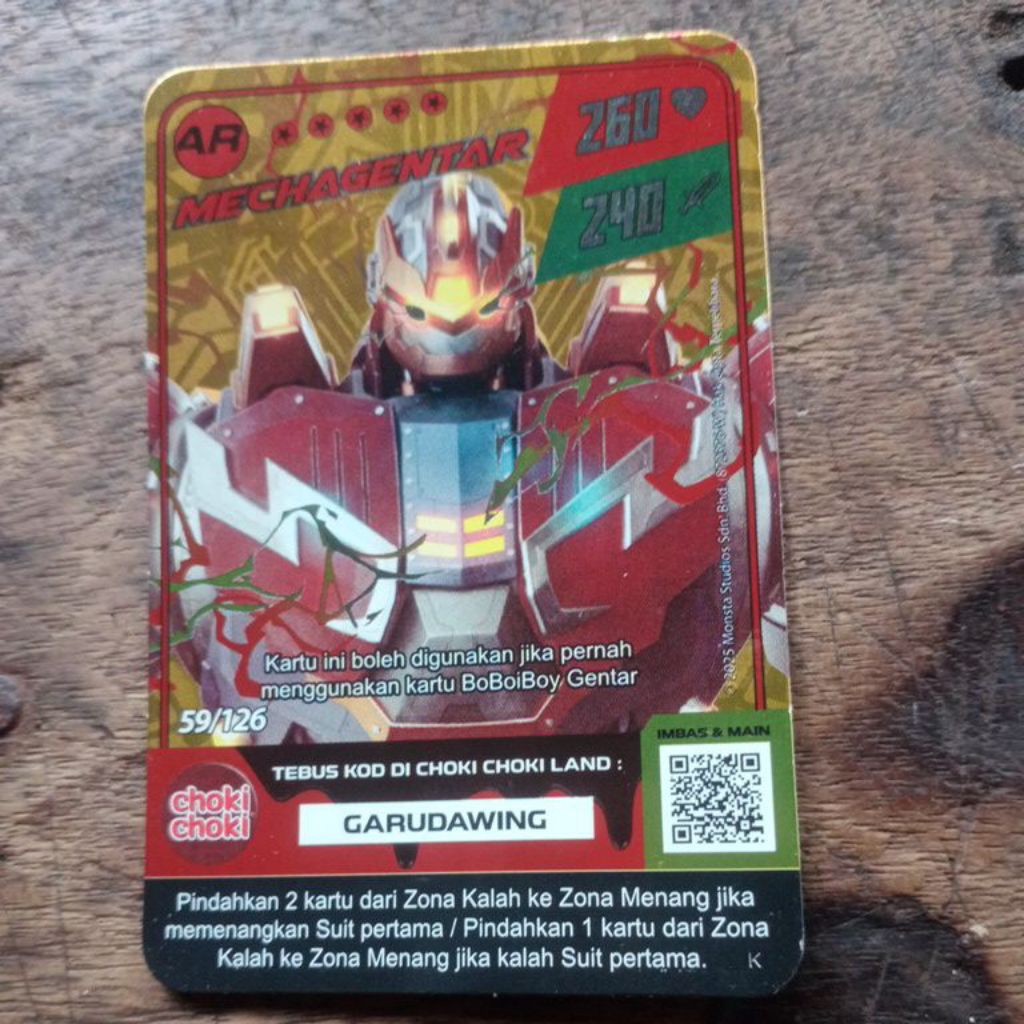 AR
260
MECHAGENTAR
240
© 2025 Monsta Studios Sdn. Bhd.
Kartu ini boleh digunakan jika pernah
menggunakan kartu BoBoiBoy Gentar
59/126
IMBAS & MAIN
TEBUS KOD DI CHOKI CHOKI LAND :
choki
choki
GARUDAWING
Pindahkan 2 kartu dari Zona Kalah ke Zona Menang jika
memenangkan Suit pertama / Pindahkan 1 kartu dari Zona
Kalah ke Zona Menang jika kalah Suit pertama.
K